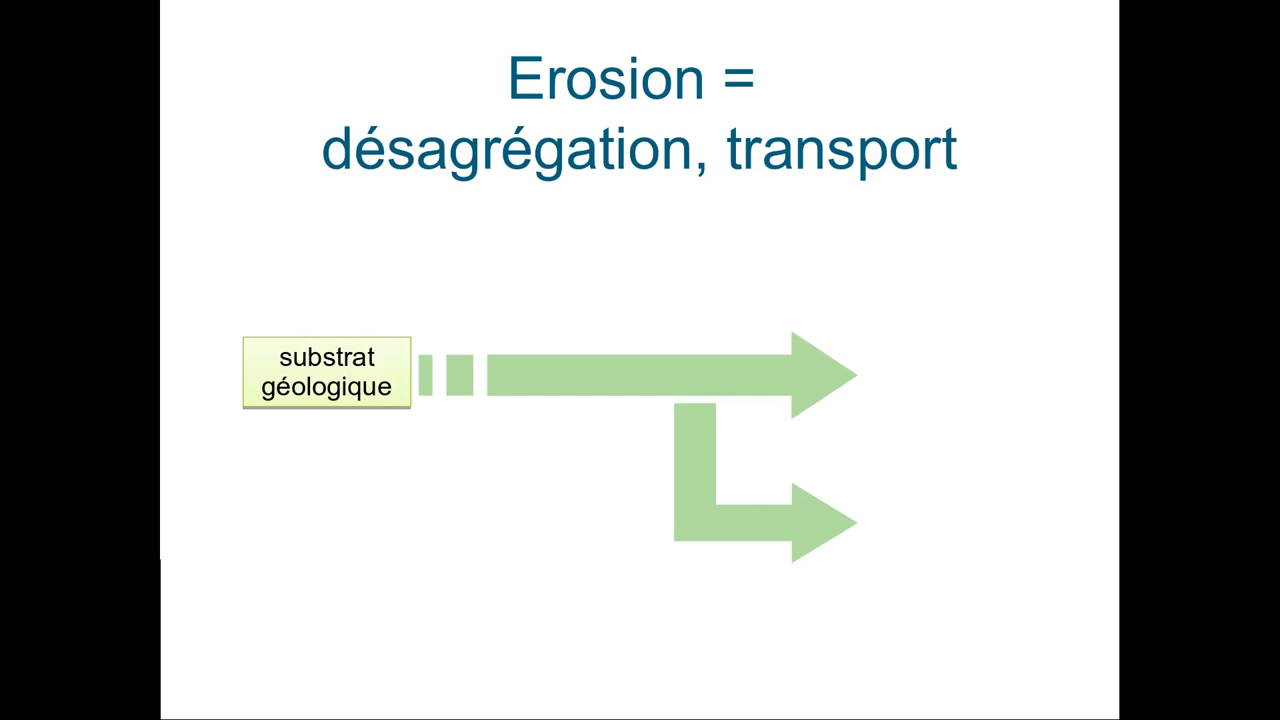 Erosion =
désagrégation, transport
substrat
géologique